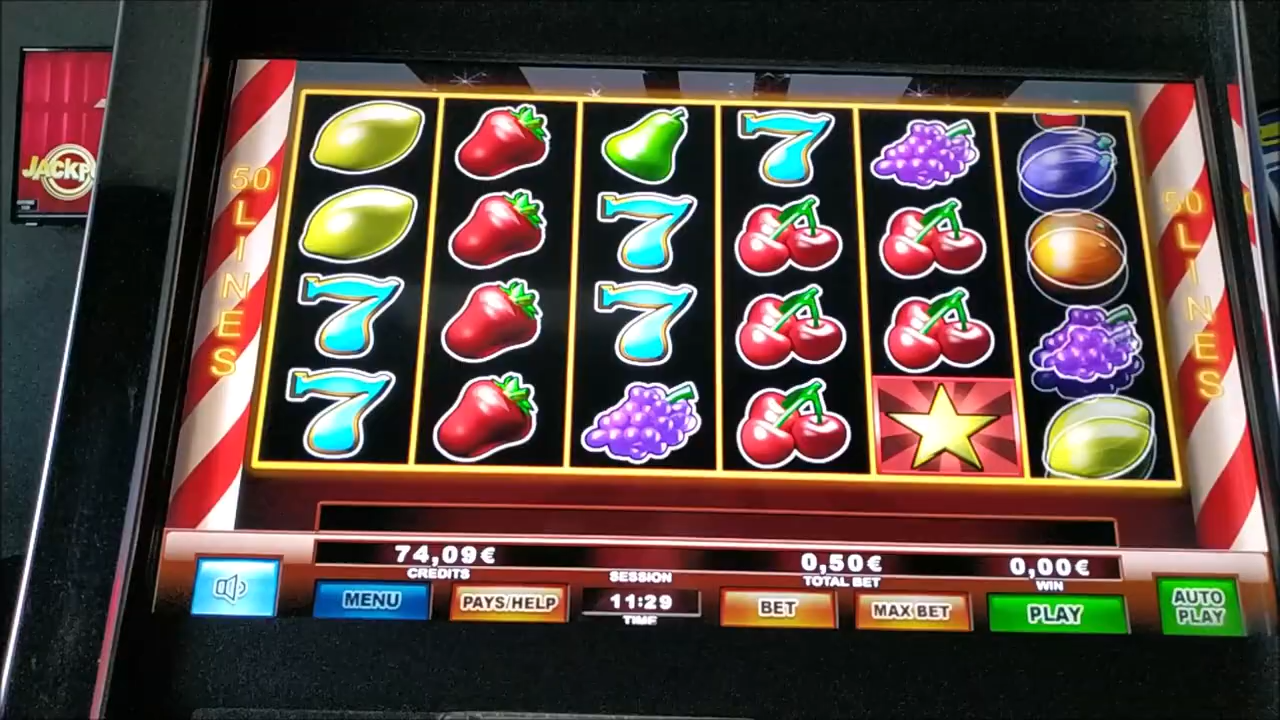 JACKP
50 LINES
50 LINES
74,09€
CREDITS
SESSION
11:29
TIME
0,50€
TOTAL BET
0,00€
WIN
MENU
PAYS/HELP
BET
MAX BET
PLAY
AUTO
PLAY